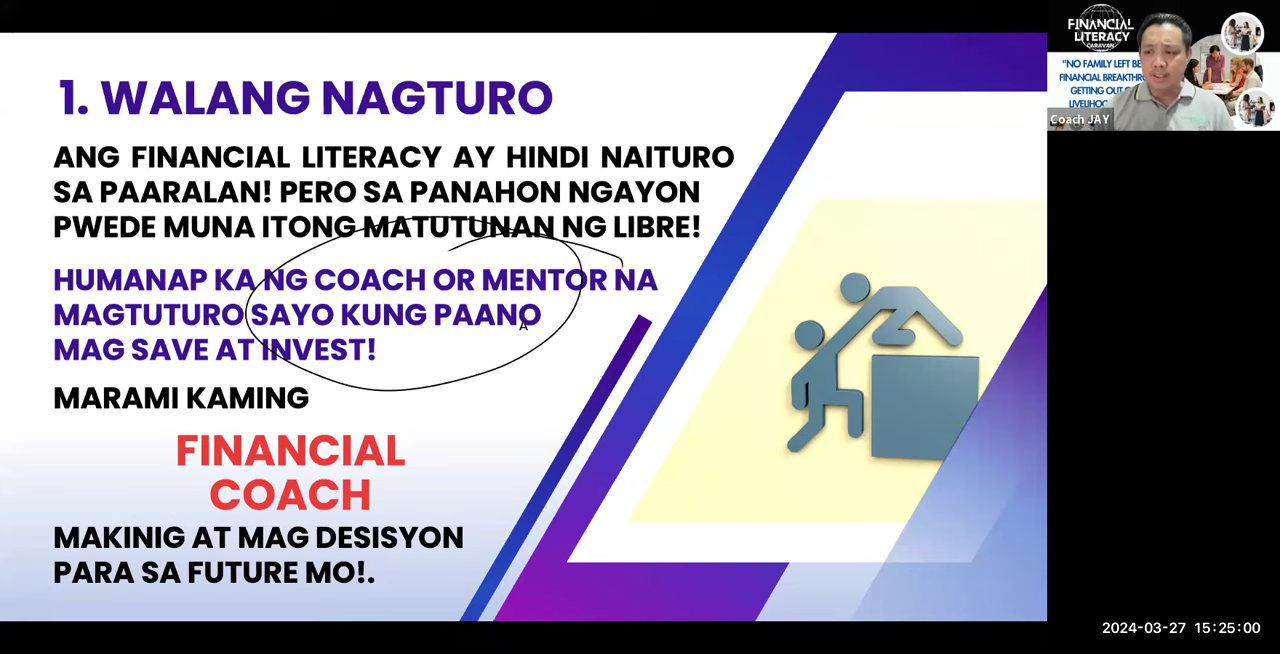 1. WALANG NAGTURO
ANG FINANCIAL LITERACY AY HINDI NAITURO
SA PAARALAN! PERO SA PANAHON NGAYON
PWEDE MUNA ITONG MATUTUNAN NG LIBRE!
HUMANAP KA NG COACH OR MENTOR NA
MAGTUTURO SAYO KUNG PAANO
MAG SAVE AT INVEST!
MARAMI KAMING
FINANCIAL
COACH
MAKINIG AT MAG DESISYON
PARA SA FUTURE MO!.
FINANCIAL
LITERACY
CARAVAN
"NO FAMILY LEFT
FINANCIAL
GETTING OUT
Coach JAY
2024-03-27 15:25:00